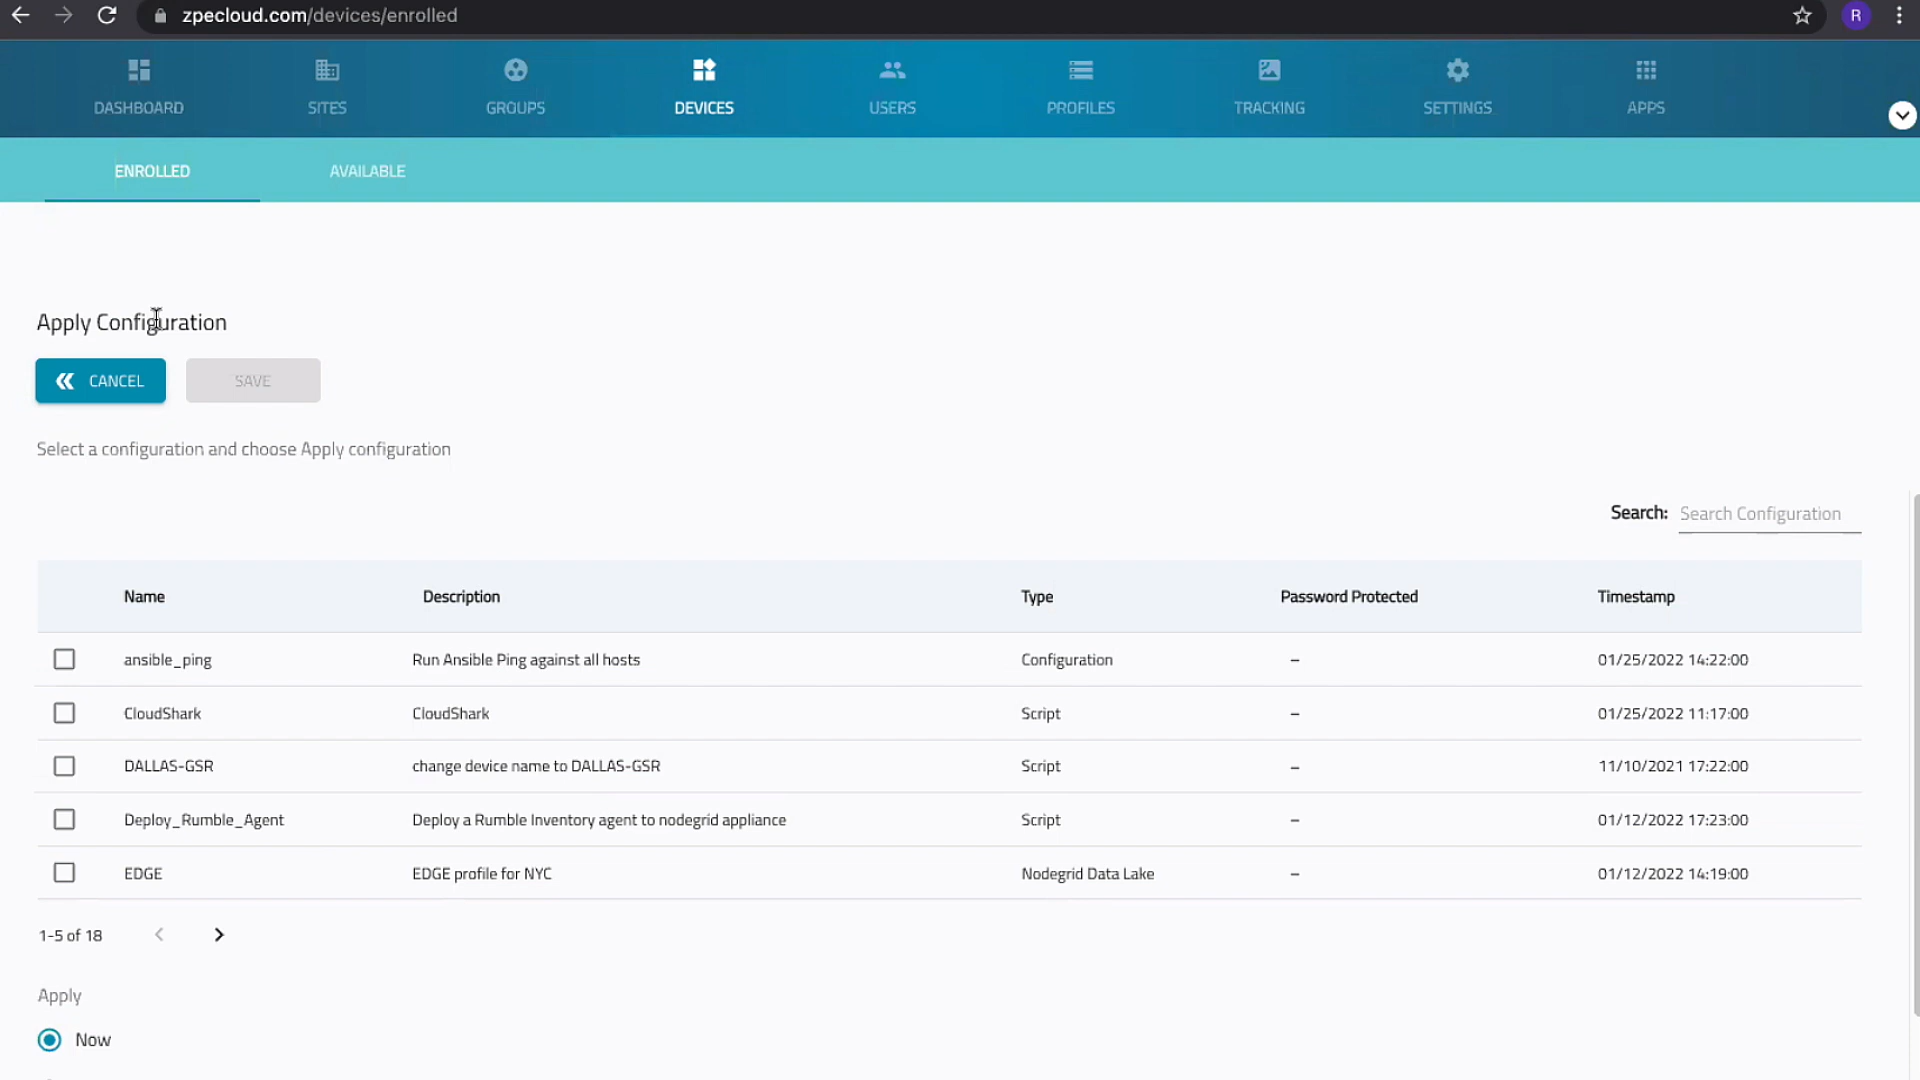 zpecloud.com/devices/enrolled
R
DASHBOARD SITES GROUPS DEVICES USERS PROFILES TRACKING SETTINGS APPS
ENROLLED AVAILABLE
Apply Configuration
CANCEL SAVE
Select a configuration and choose Apply configuration
Search: Search Configuration
Name Description Type Password Protected Timestamp
ansible_ping Run Ansible Ping against all hosts Configuration – 01/25/2022 14:22:00
CloudShark CloudShark Script – 01/25/2022 11:17:00
DALLAS-GSR change device name to DALLAS-GSR Script – 11/10/2021 17:22:00
Deploy_Rumble_Agent Deploy a Rumble Inventory agent to nodegrid appliance Script – 01/12/2022 17:23:00
EDGE EDGE profile for NYC Nodegrid Data Lake – 01/12/2022 14:19:00
1-5 of 18
Apply
Now